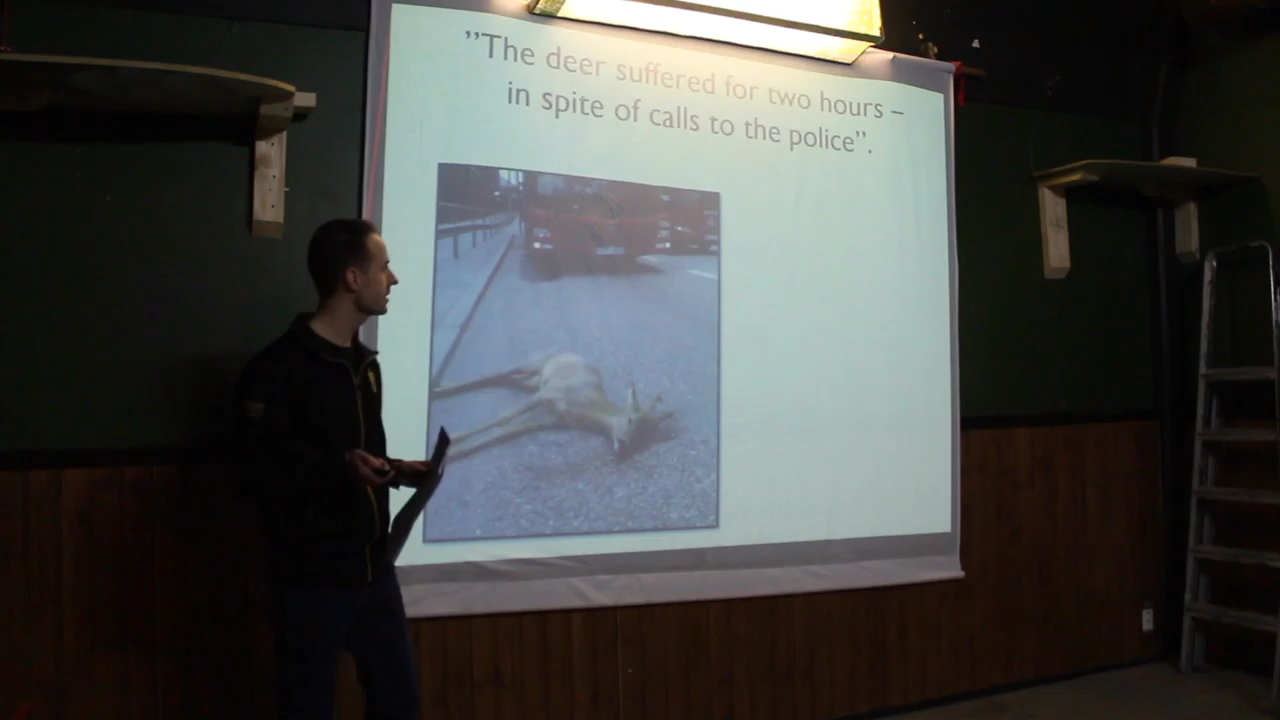 ”The deer suffered for two hours –
in spite of calls to the police”.